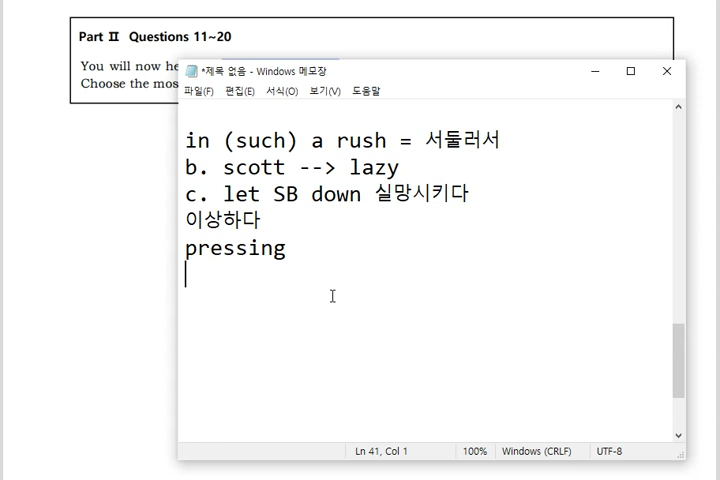 Part Ⅱ Questions 11~20
You will now he
Choose the mos
*제목 없음 - Windows 메모장
파일(F) 편집(E) 서식(O) 보기(V) 도움말
in (such) a rush = 서둘러서
b. scott --> lazy
c. let SB down 실망시키다
이상하다
pressing
Ln 41, Col 1 100% Windows (CRLF) UTF-8